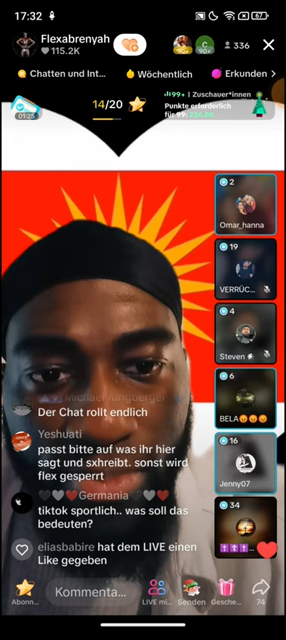 17:32
67
Flexabrenyah
115.2K
336
Chatten und Int...
Wöchentlich
Erkunden
01:25
14/20
99+ | Zuschauer*innen
Punkte erforderlich
für 99:
2
Omar_hanna
19
VERRÜC...
4
Steven
6
BELA😡😡😡
16
Jenny07
34
Der Chat rollt endlich
Yeshuati
passt bitte auf was ihr hier
sagt und sxhreibt. sonst wird
flex gesperrt
🖤🤍❤️Germania🖤🤍❤️
tiktok sportlich.. was soll das
bedeuten?
eliasbabire hat dem LIVE einen
Like gegeben
Abonn...
Kommenta...
LIVE mi...
Senden
Gesche...
74